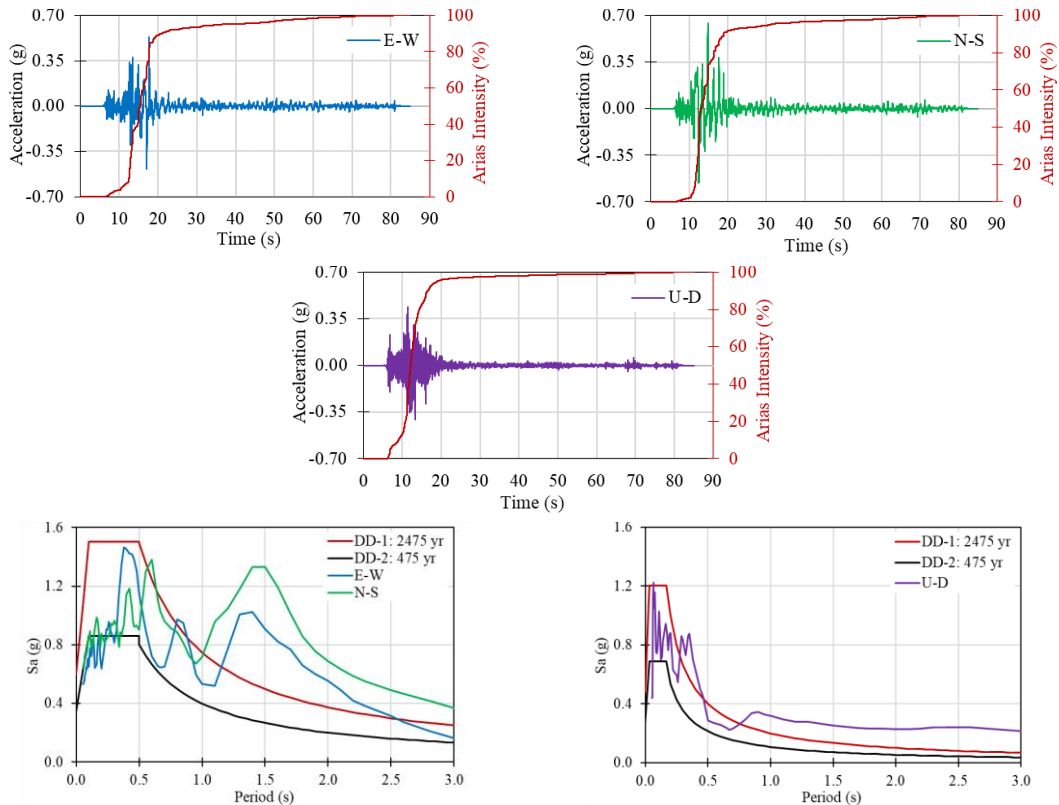 0.70
0.35
0.00
-0.35
-0.70
Acceleration (g)
E-W
100
80
60
40
20
0
Arias Intensity (%)
0 10 20 30 40 50 60 70 80 90
Time (s)
0.70
0.35
0.00
-0.35
-0.70
Acceleration (g)
N-S
100
80
60
40
20
0
Arias Intensity (%)
0 10 20 30 40 50 60 70 80 90
Time (s)
0.70
0.35
0.00
-0.35
-0.70
Acceleration (g)
U-D
100
80
60
40
20
0
Arias Intensity (%)
0 10 20 30 40 50 60 70 80 90
Time (s)
1.6
1.2
0.8
0.4
0.0
Sa (g)
DD-1: 2475 yr
DD-2: 475 yr
E-W
N-S
0.0 0.5 1.0 1.5 2.0 2.5 3.0
Period (s)
1.6
1.2
0.8
0.4
0.0
Sa (g)
DD-1: 2475 yr
DD-2: 475 yr
U-D
0.0 0.5 1.0 1.5 2.0 2.5 3.0
Period (s)